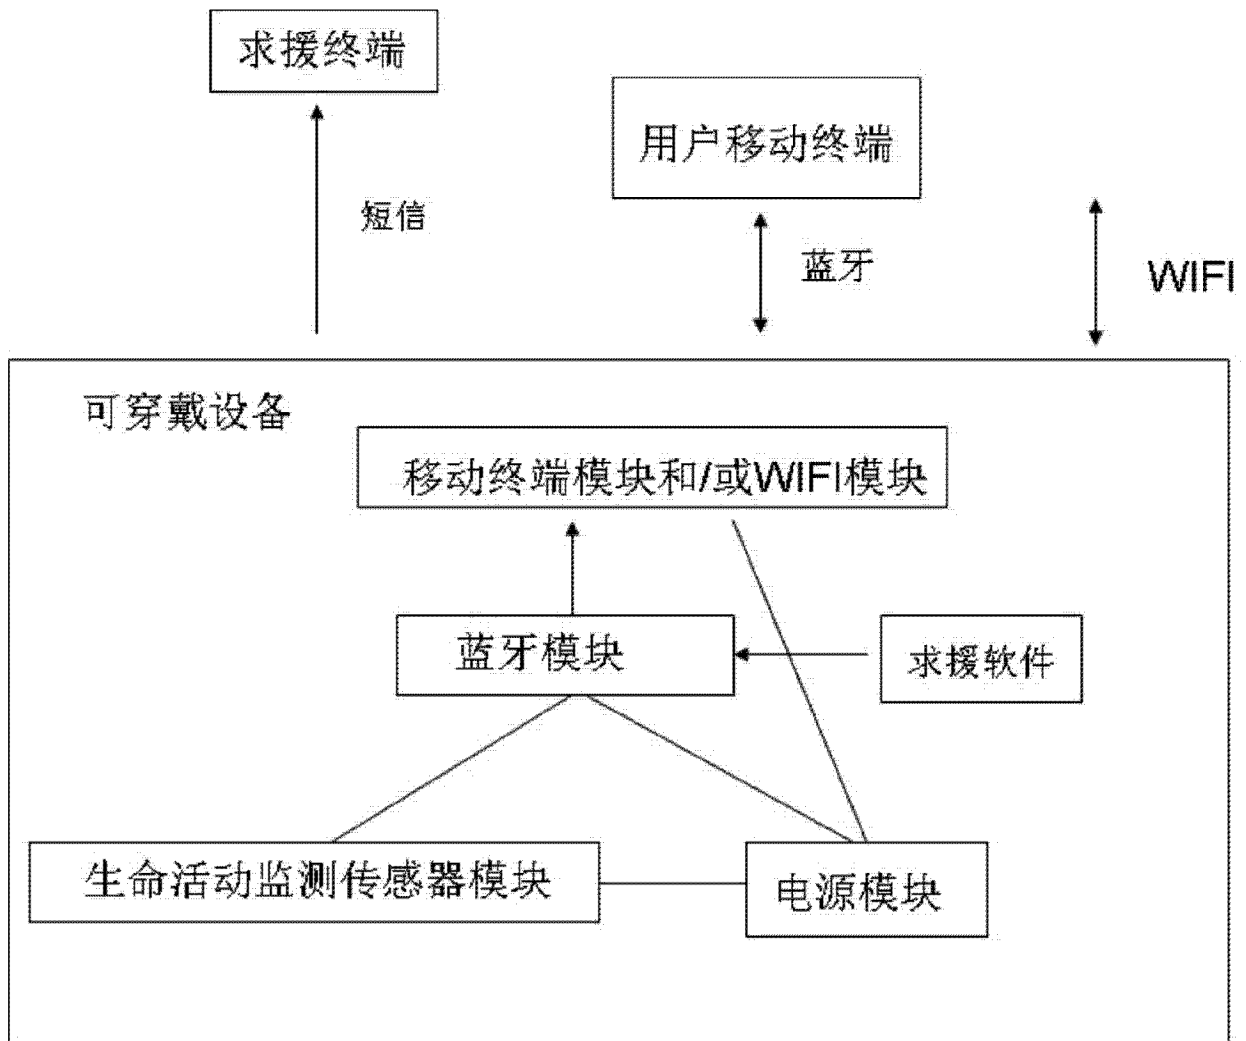 求援终端
用户移动终端
短信
蓝牙
WIFI
可穿戴设备
移动终端模块和/或WIFI模块
蓝牙模块
求援软件
生命活动监测传感器模块
电源模块